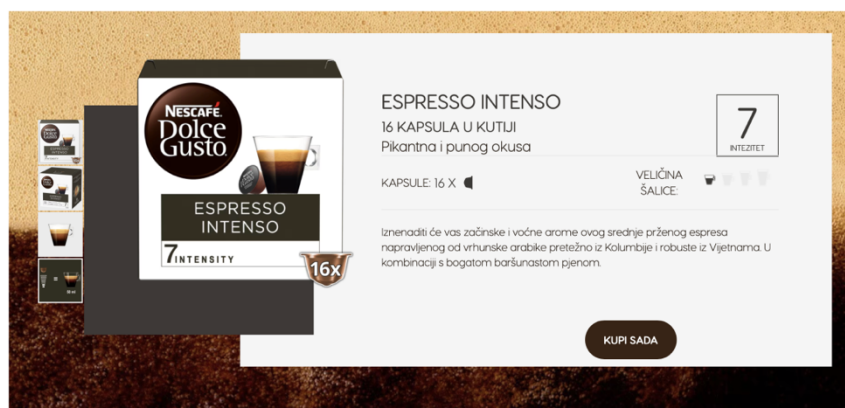 NESCAFÉ.
Dolce
Gusto
ESPRESSO
INTENSO
7 INTENSITY
16x
ESPRESSO INTENSO
16 KAPSULA U KUTIJI
Pikantna i punog okusa
7
INTEZITET
KAPSULE: 16 X
VELIČINA
ŠALICE:
Iznenaditi će vas začinske i voćne arome ovog srednje prženog espresa
napravljenog od vrhunske arabike pretežno iz Kolumbije i robuste iz Vijetnama. U
kombinaciji s bogatom baršunastom pjenom.
KUPI SADA